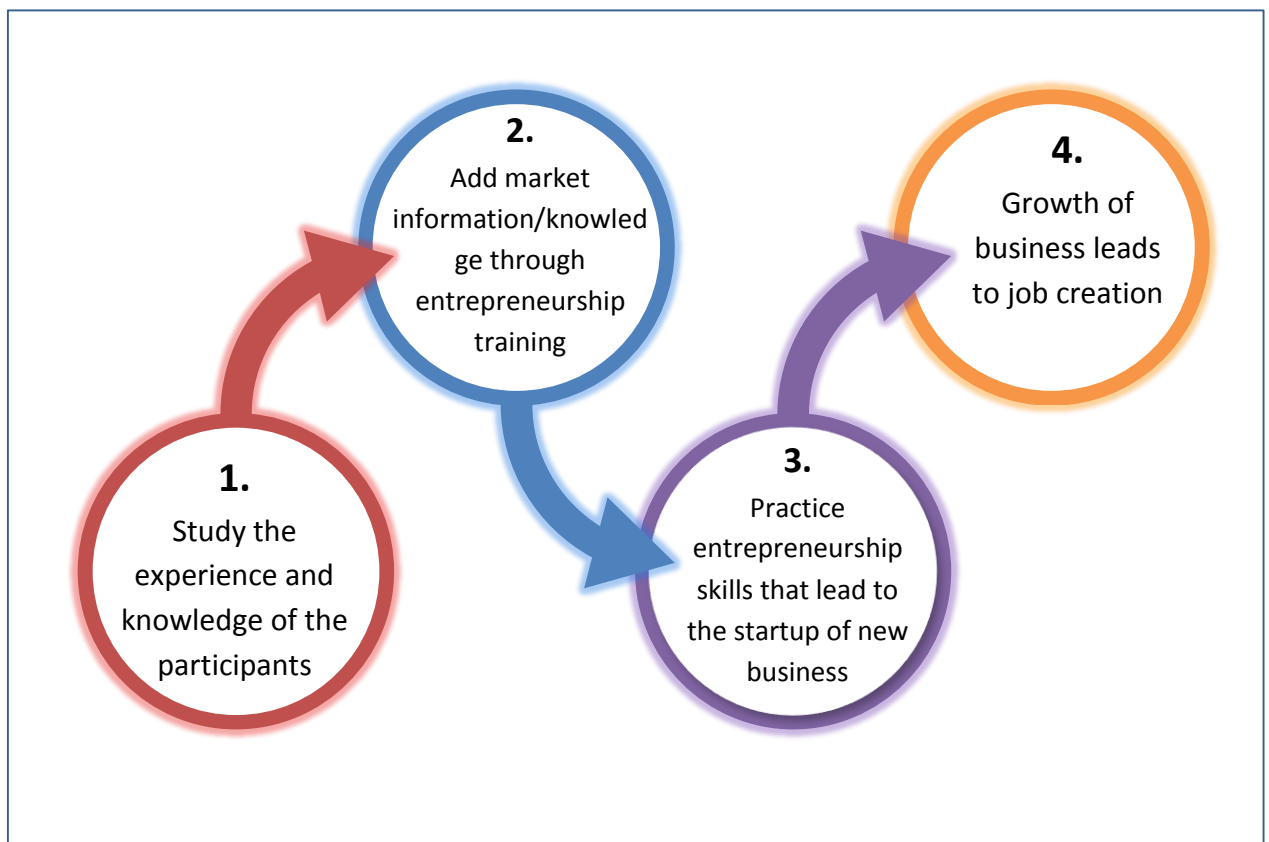 1.
Study the
experience and
knowledge of the
participants
2.
Add market
information/knowled
ge through
entrepreneurship
training
3.
Practice
entrepreneurship
skills that lead to
the startup of new
business
4.
Growth of
business leads
to job creation